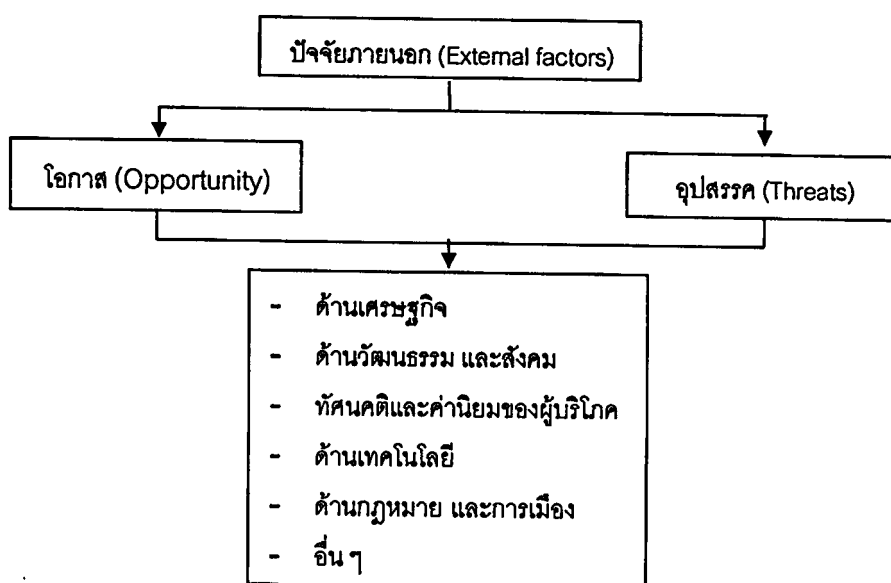 ปัจจัยภายนอก (External factors)
โอกาส (Opportunity)
อุปสรรค (Threats)
- ด้านเศรษฐกิจ
- ด้านวัฒนธรรม และสังคม
- ทัศนคติและค่านิยมของผู้บริโภค
- ด้านเทคโนโลยี
- ด้านกฎหมาย และการเมือง
- อื่น ๆ